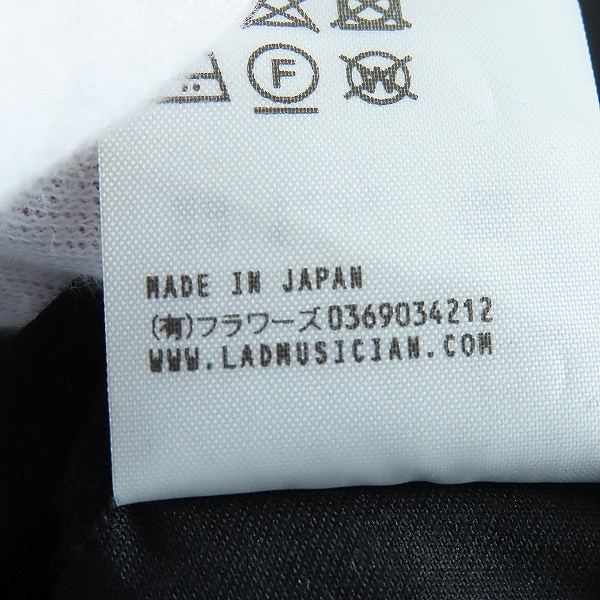 F
W
MADE IN JAPAN
(有)フラワーズ0369034212
WWW.LADMUSICIAN.COM